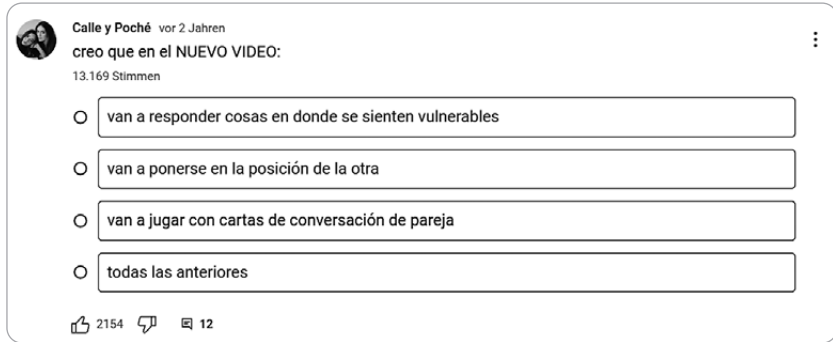 Calle y Poché vor 2 Jahren
creo que en el NUEVO VIDEO:
13.169 Stimmen
van a responder cosas en donde se sienten vulnerables
van a ponerse en la posición de la otra
van a jugar con cartas de conversación de pareja
todas las anteriores
2154 12